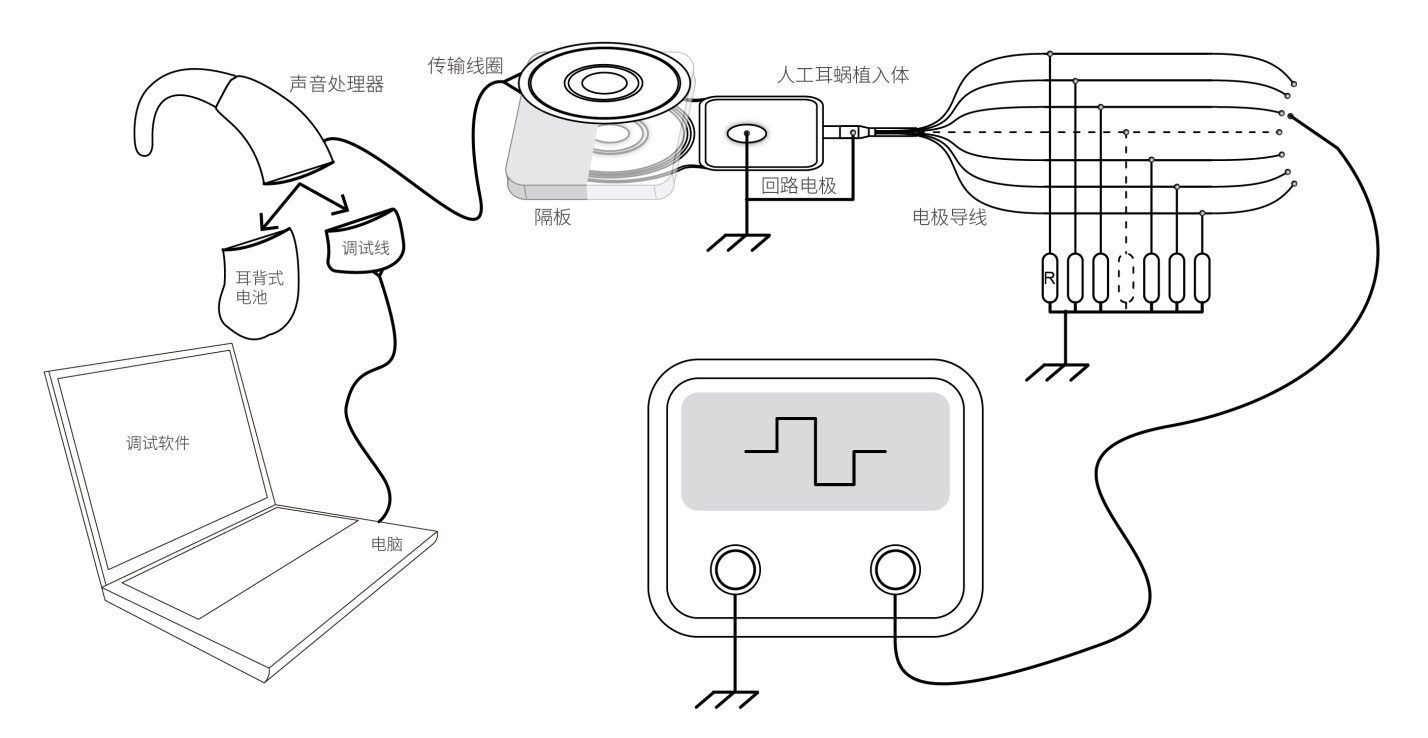 传输线圈
人工耳蜗植入体
声音处理器
回路电极
隔板
电极导线
调试线
耳背式
电池
R
调试软件
电脑